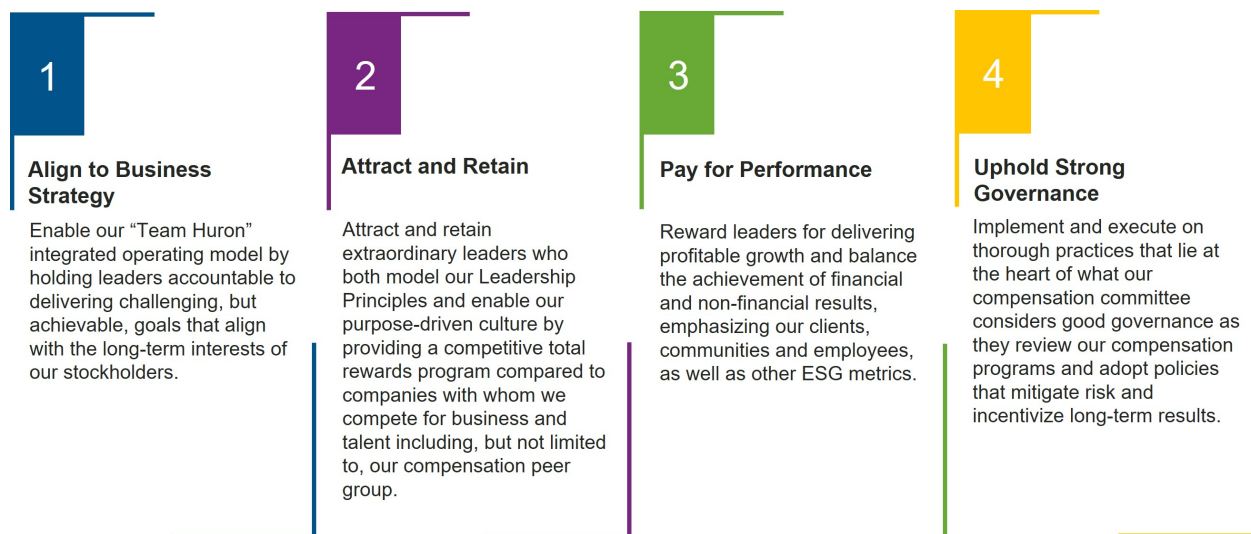 1
Align to Business
Strategy
Enable our “Team Huron”
integrated operating model by
holding leaders accountable to
delivering challenging, but
achievable, goals that align
with the long-term interests of
our stockholders.
2
Attract and Retain
Attract and retain
extraordinary leaders who
both model our Leadership
Principles and enable our
purpose-driven culture by
providing a competitive total
rewards program compared to
companies with whom we
compete for business and
talent including, but not limited
to, our compensation peer
group.
3
Pay for Performance
Reward leaders for delivering
profitable growth and balance
the achievement of financial
and non-financial results,
emphasizing our clients,
communities and employees,
as well as other ESG metrics.
4
Uphold Strong
Governance
Implement and execute on
thorough practices that lie at
the heart of what our
compensation committee
considers good governance as
they review our compensation
programs and adopt policies
that mitigate risk and
incentivize long-term results.